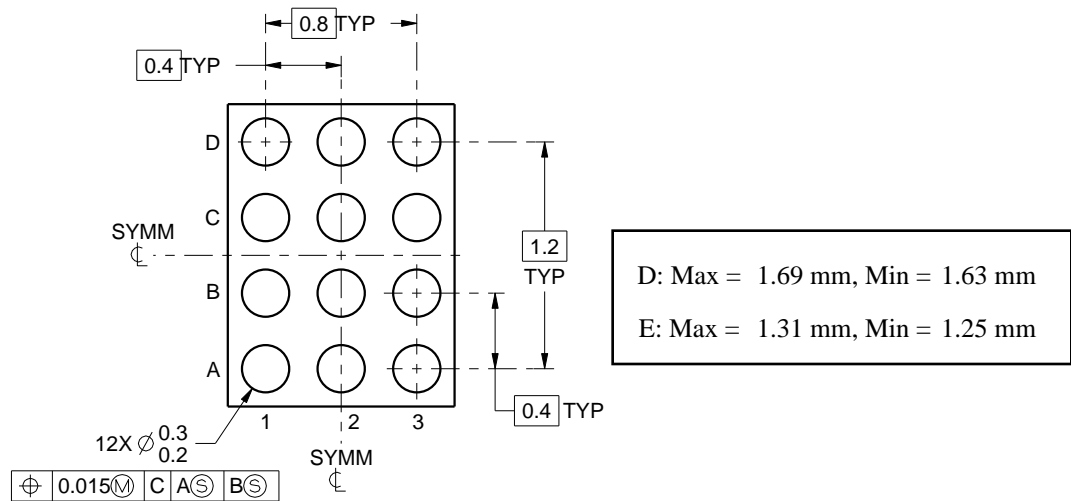 0.8 TYP
0.4 TYP
D
C
SYMM
℄
1.2
TYP
D: Max = 1.69 mm, Min = 1.63 mm
E: Max = 1.31 mm, Min = 1.25 mm
B
A
0.4 TYP
1 2 3
12X ⌀ 0.3
0.2
SYMM
℄
⌖ 0.015Ⓜ C AⓈ BⓈ